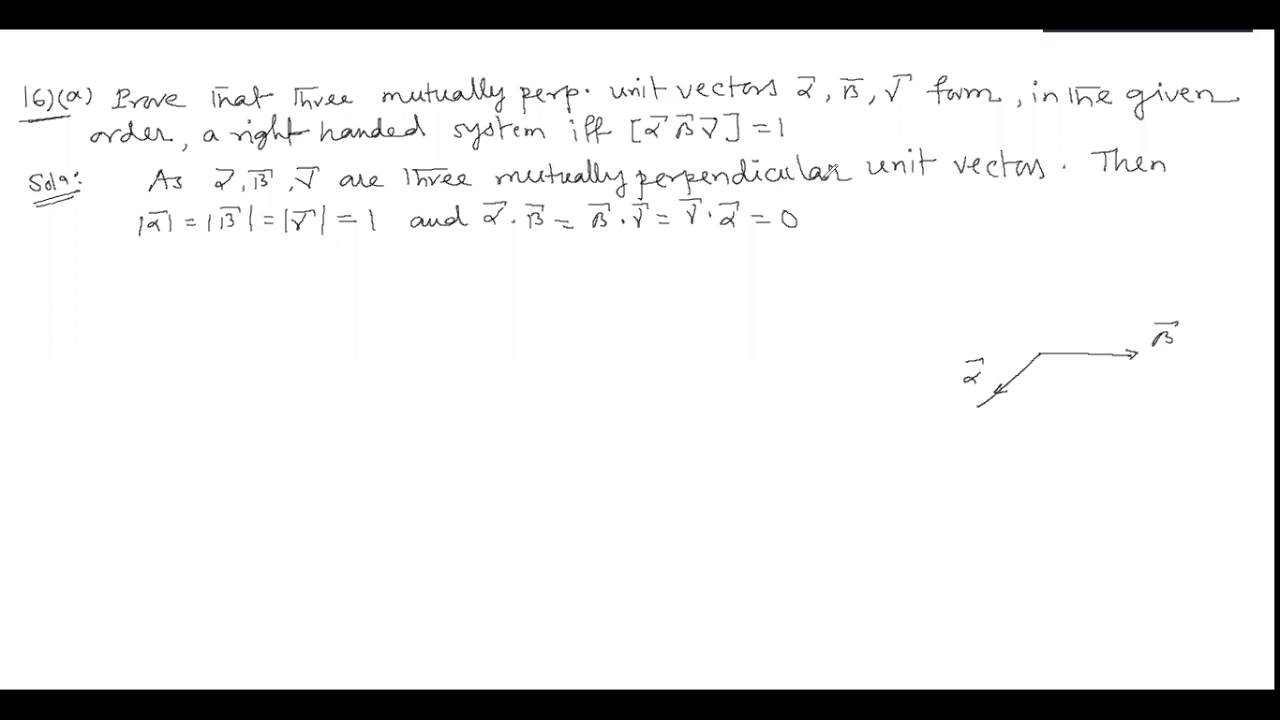 16)(α) Prove that three mutually perp. unit vectors α⃗, β⃗, γ⃗ form, in the given
order, a right handed system iff [α⃗ β⃗ γ⃗] = 1
Solⁿ: As α⃗, β⃗, γ⃗ are three mutually perpendicular unit vectors. Then
|α⃗| = |β⃗| = |γ⃗| = 1 and α⃗ . β⃗ = β⃗ . γ⃗ = γ⃗ . α⃗ = 0
β⃗
α⃗